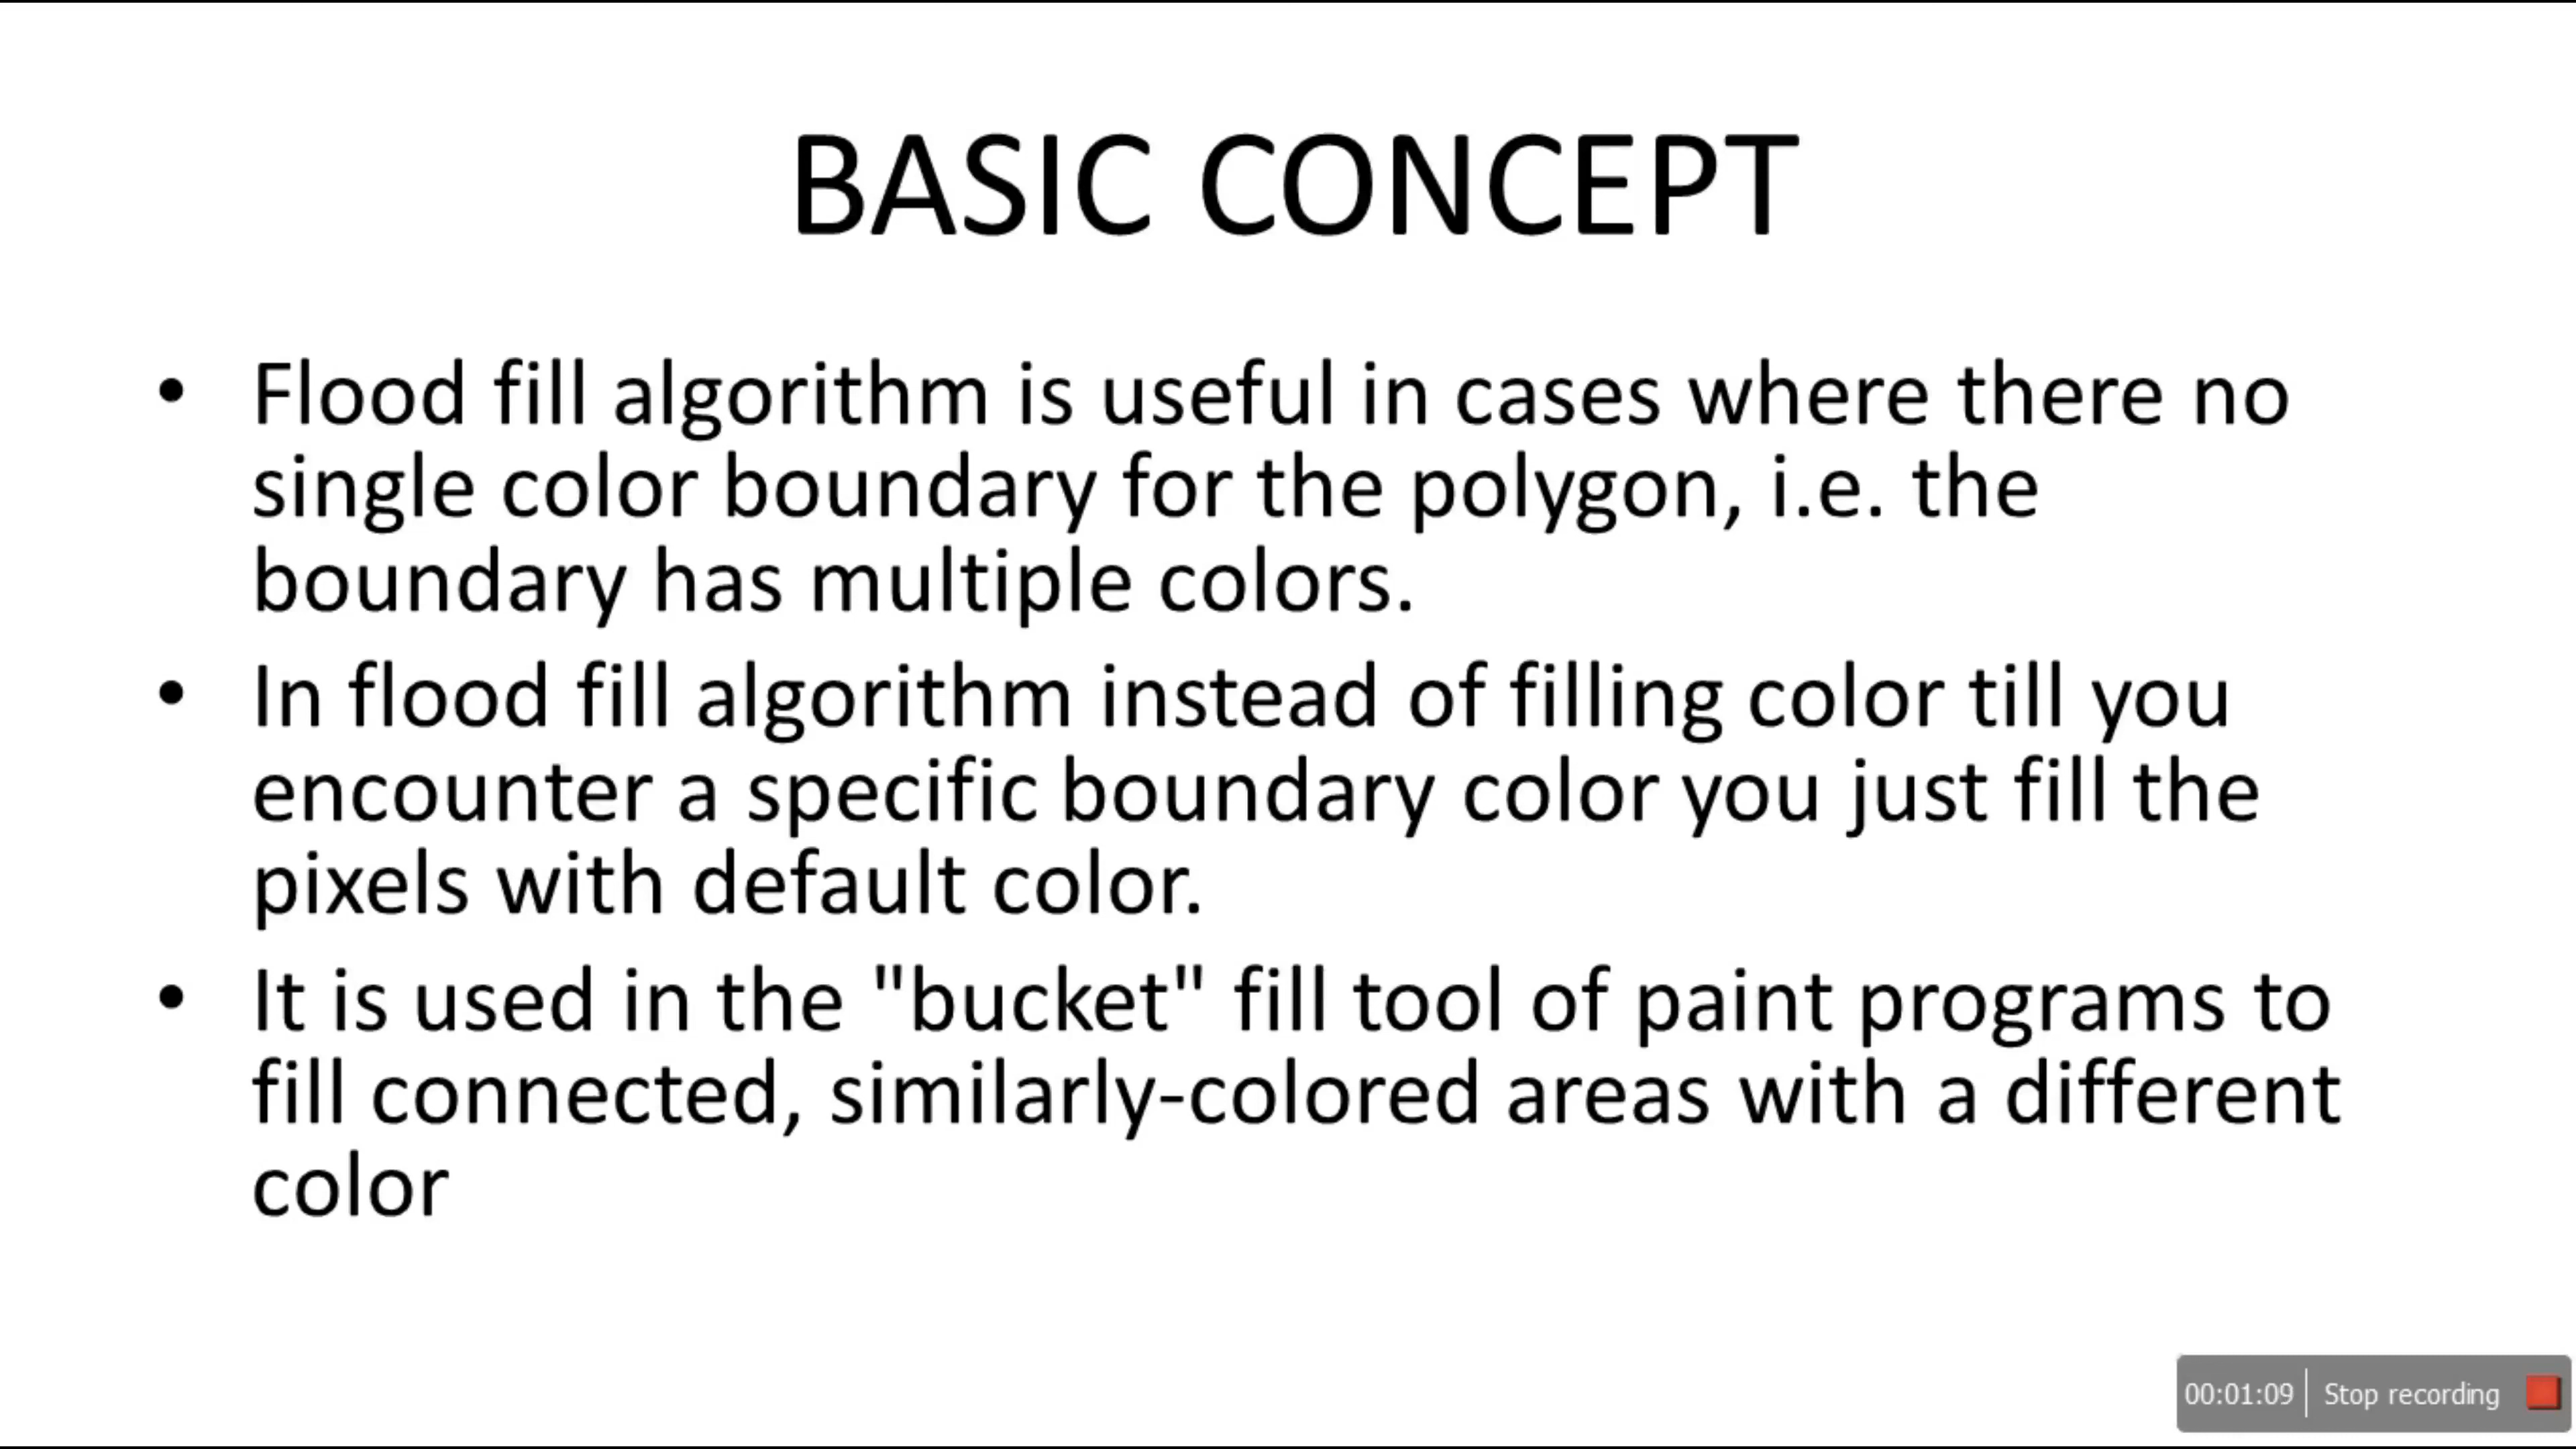 BASIC CONCEPT
• Flood fill algorithm is useful in cases where there no
single color boundary for the polygon, i.e. the
boundary has multiple colors.
• In flood fill algorithm instead of filling color till you
encounter a specific boundary color you just fill the
pixels with default color.
• It is used in the "bucket" fill tool of paint programs to
fill connected, similarly-colored areas with a different
color
00:01:09 Stop recording